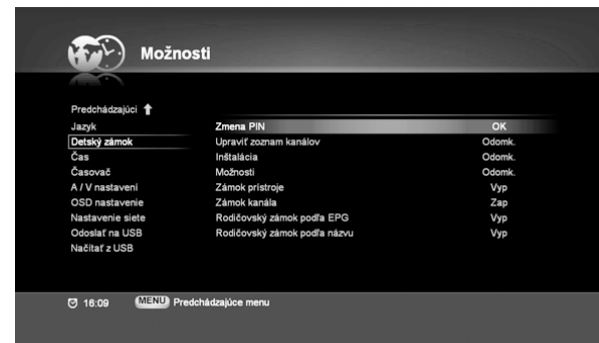 Možnosti
Predchádzajúci
Jazyk
Detský zámok
Čas
Časovač
A / V nastavení
OSD nastavenie
Nastavenie siete
Odoslať na USB
Načítať z USB
Zmena PIN OK
Upraviť zoznam kanálov Odomk.
Inštalácia Odomk.
Možnosti Odomk.
Zámok prístroje Vyp
Zámok kanála Zap
Rodičovský zámok podľa EPG Vyp
Rodičovský zámok podľa názvu Vyp
16:09 MENU Predchádzajúce menu